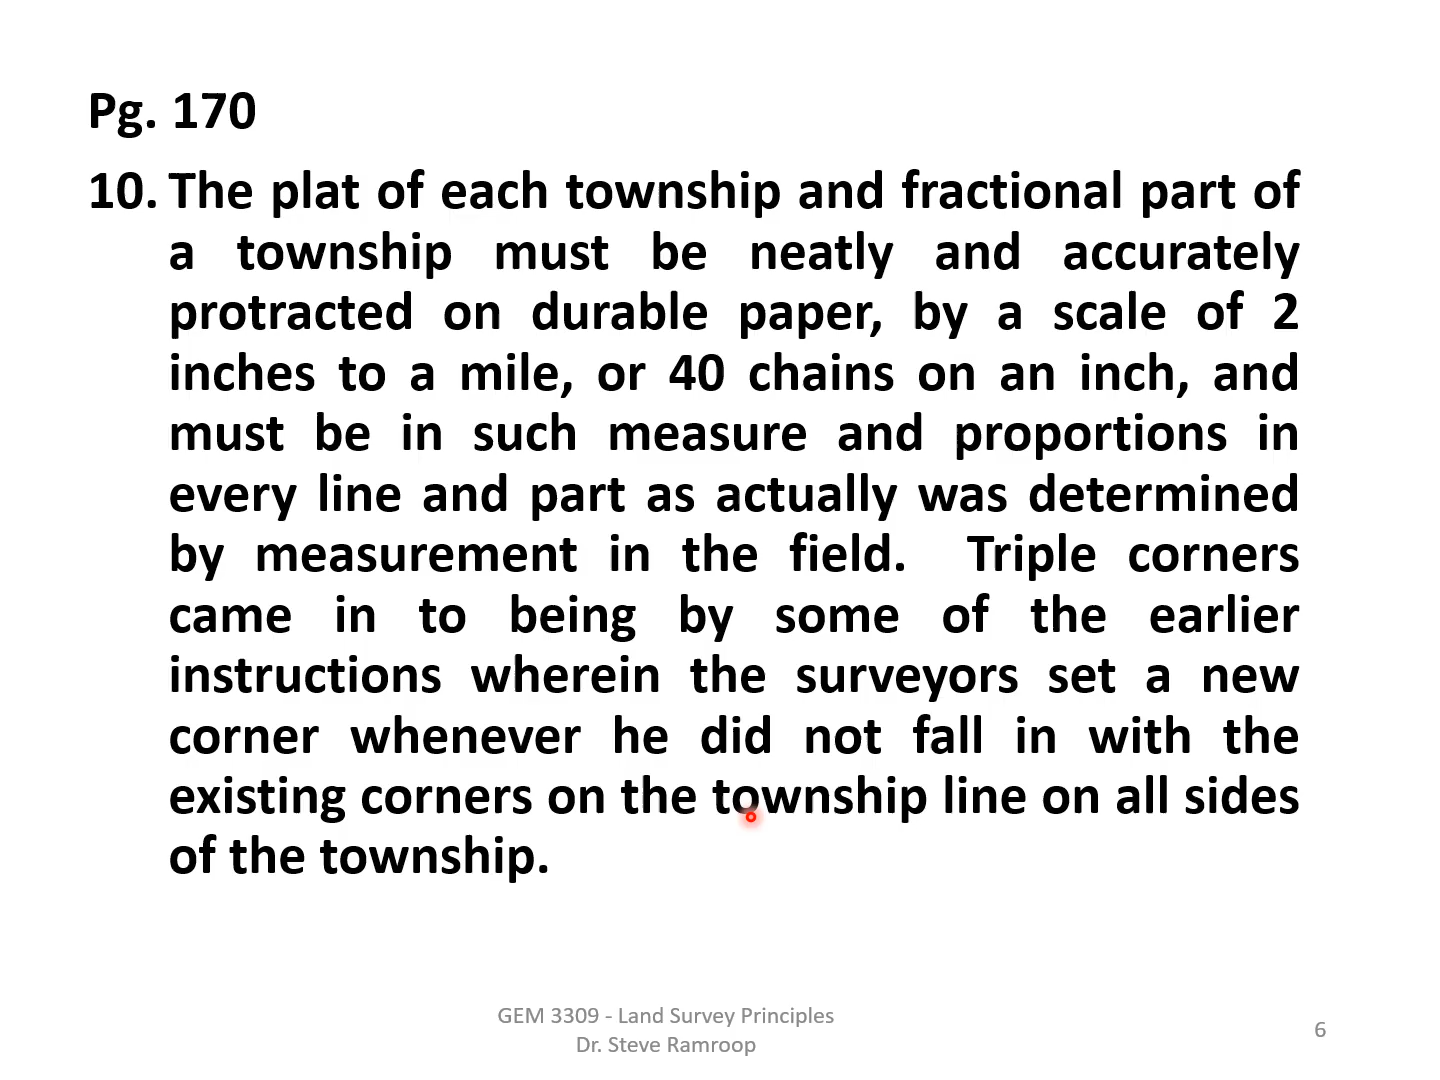 Pg. 170
10. The plat of each township and fractional part of
a township must be neatly and accurately
protracted on durable paper, by a scale of 2
inches to a mile, or 40 chains on an inch, and
must be in such measure and proportions in
every line and part as actually was determined
by measurement in the field. Triple corners
came in to being by some of the earlier
instructions wherein the surveyors set a new
corner whenever he did not fall in with the
existing corners on the township line on all sides
of the township.
GEM 3309 - Land Survey Principles
Dr. Steve Ramroop
6